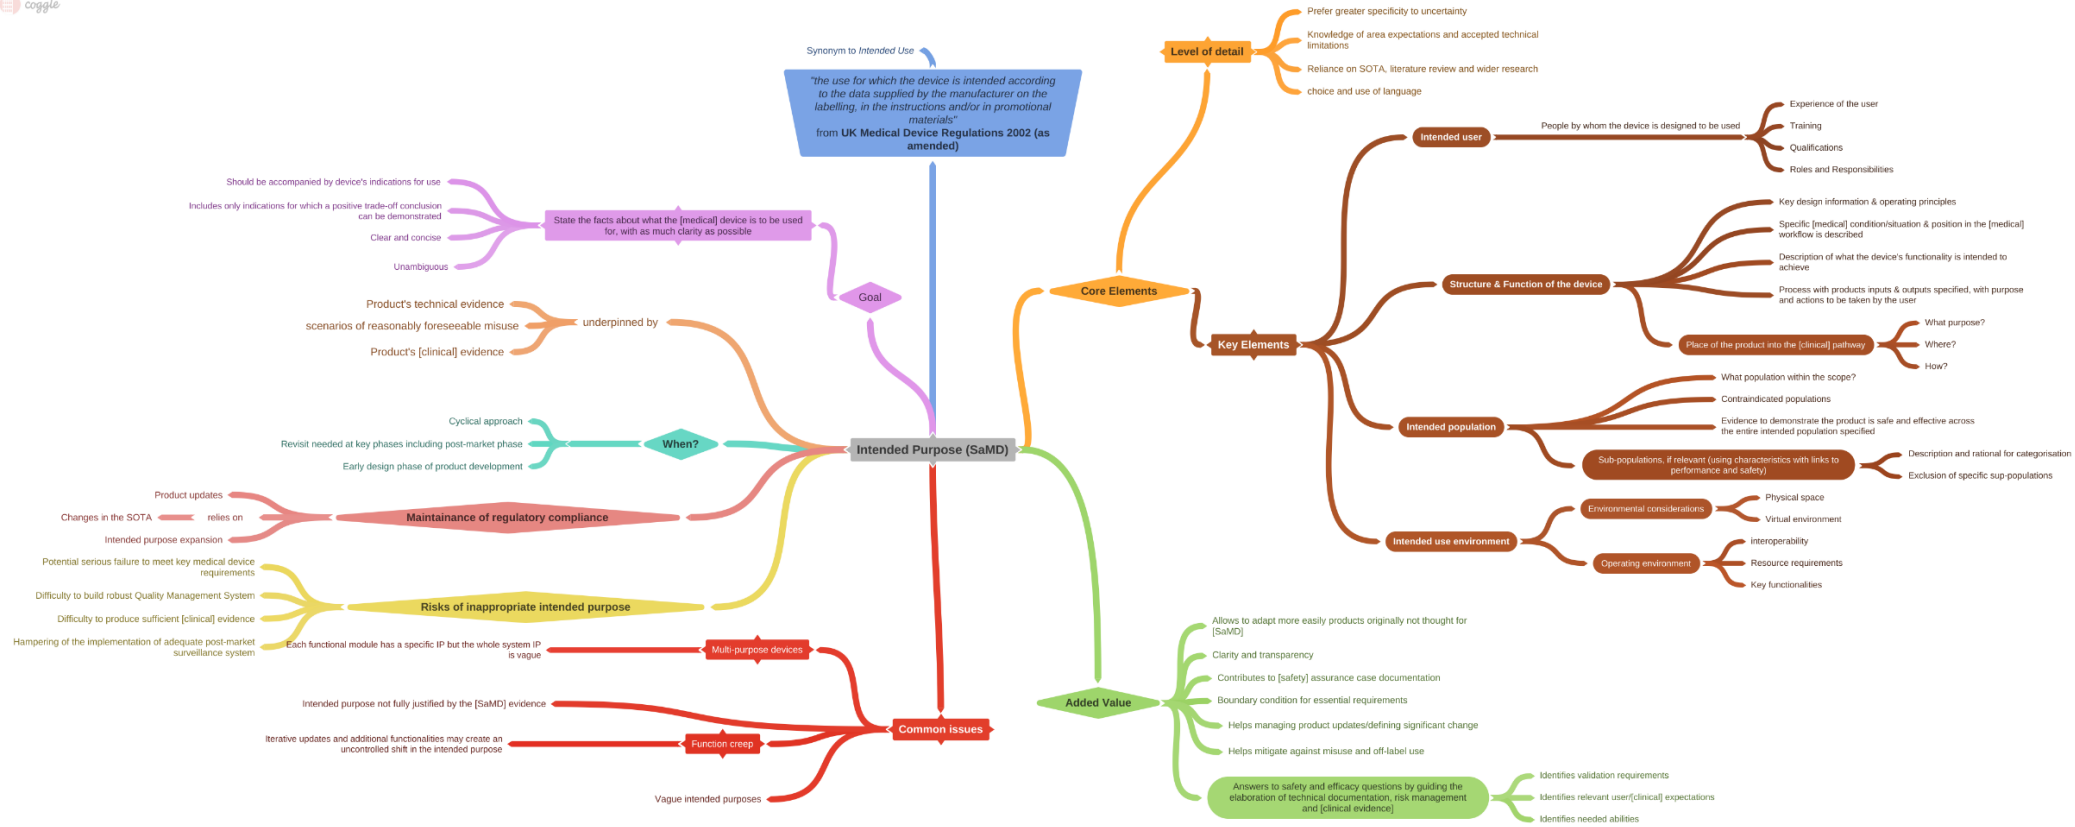 coggle
Synonym to Intended Use
"the use for which the device is intended according
to the data supplied by the manufacturer on the
labelling, in the instructions and/or in promotional
materials"
from UK Medical Device Regulations 2002 (as
amended)
Should be accompanied by device's indications for use
Includes only indications for which a positive trade-off conclusion
can be demonstrated
Clear and concise
Unambiguous
State the facts about what the [medical] device is to be used
for, with as much clarity as possible
Goal
Product's technical evidence
scenarios of reasonably foreseeable misuse
Product's [clinical] evidence
underpinned by
Cyclical approach
Revisit needed at key phases including post-market phase
Early design phase of product development
When?
Intended Purpose (SaMD)
Product updates
Changes in the SOTA
relies on
Intended purpose expansion
Maintainance of regulatory compliance
Potential serious failure to meet key medical device
requirements
Difficulty to build robust Quality Management System
Difficulty to produce sufficient [clinical] evidence
Hampering of the implementation of adequate post-market
surveillance system
Risks of inappropriate intended purpose
Each functional module has a specific IP but the whole system IP
is vague
Multi-purpose devices
Intended purpose not fully justified by the [SaMD] evidence
Iterative updates and additional functionalities may create an
uncontrolled shift in the intended purpose
Function creep
Vague intended purposes
Common issues
Level of detail
Prefer greater specificity to uncertainty
Knowledge of area expectations and accepted technical
limitations
Reliance on SOTA, literature review and wider research
choice and use of language
Core Elements
Key Elements
Intended user
People by whom the device is designed to be used
Experience of the user
Training
Qualifications
Roles and Responsibilities
Structure & Function of the device
Key design information & operating principles
Specific [medical] condition/situation & position in the [medical]
workflow is described
Description of what the device's functionality is intended to
achieve
Process with products inputs & outputs specified, with purpose
and actions to be taken by the user
Place of the product into the [clinical] pathway
What purpose?
Where?
How?
Intended population
What population within the scope?
Contraindicated populations
Evidence to demonstrate the product is safe and effective across
the entire intended population specified
Sub-populations, if relevant (using characteristics with links to
performance and safety)
Description and rational for categorisation
Exclusion of specific sup-populations
Intended use environment
Environmental considerations
Physical space
Virtual environment
Operating environment
interoperability
Resource requirements
Key functionalities
Added Value
Allows to adapt more easily products originally not thought for
[SaMD]
Clarity and transparency
Contributes to [safety] assurance case documentation
Boundary condition for essential requirements
Helps managing product updates/defining significant change
Helps mitigate against misuse and off-label use
Answers to safety and efficacy questions by guiding the
elaboration of technical documentation, risk management
and [clinical evidence]
Identifies validation requirements
Identifies relevant user/[clinical] expectations
Identifies needed abilities